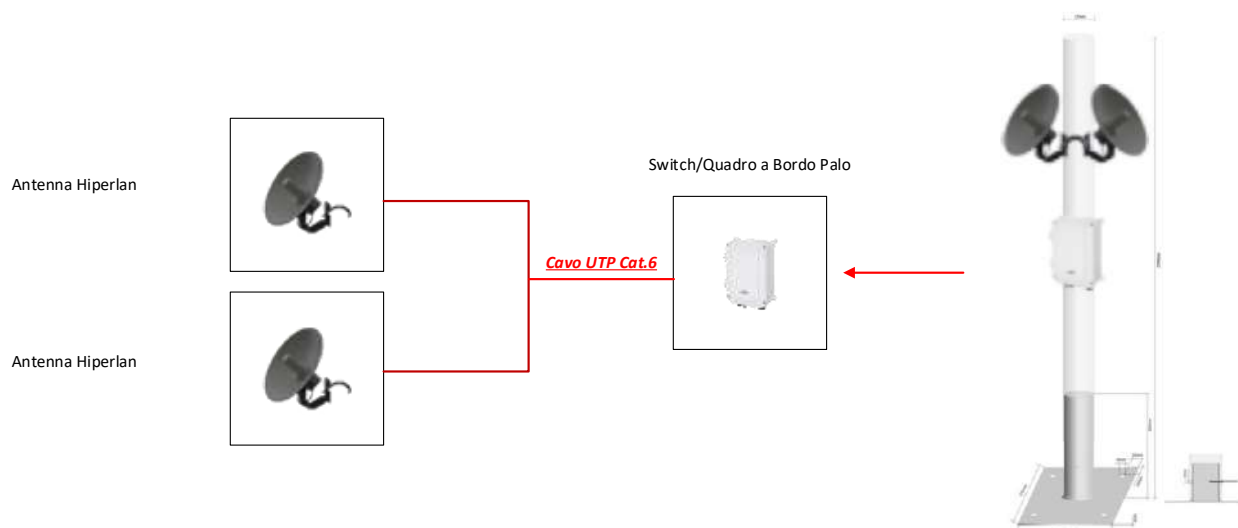 Switch/Quadro a Bordo Palo
Antenna Hiperlan
Cavo UTP Cat.6
Antenna Hiperlan